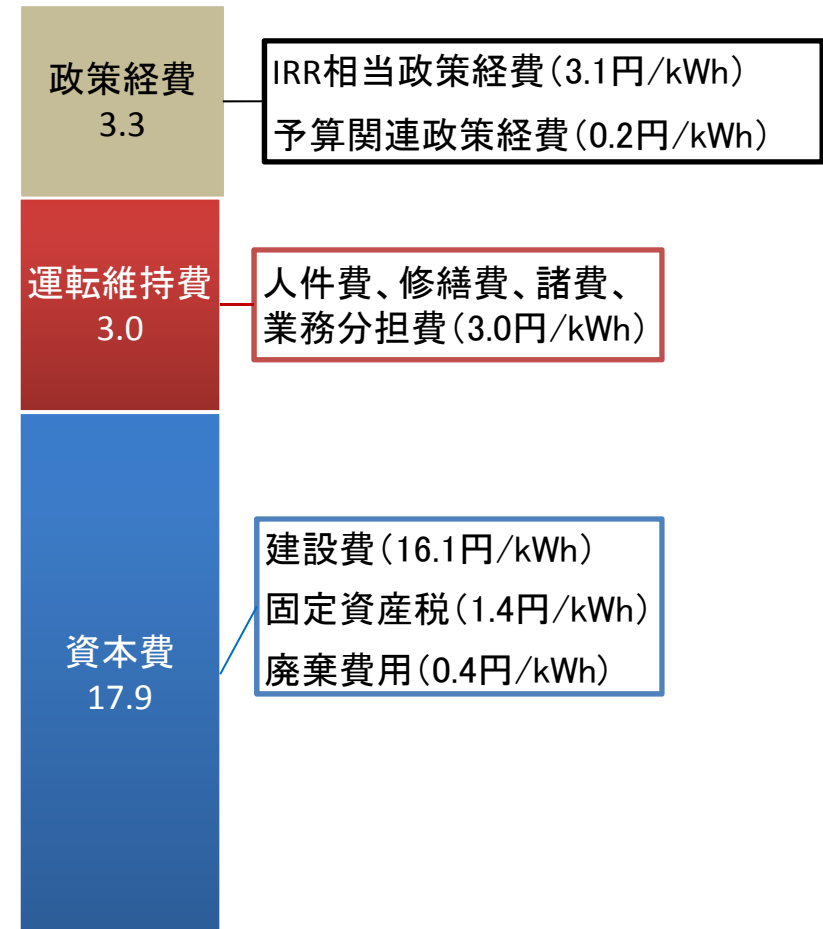 政策経費
3.3
IRR相当政策経費（3.1円/kWh）
予算関連政策経費（0.2円/kWh）
運転維持費
3.0
人件費、修繕費、諸費、
業務分担費（3.0円/kWh）
資本費
17.9
建設費（16.1円/kWh）
固定資産税（1.4円/kWh）
廃棄費用（0.4円/kWh）